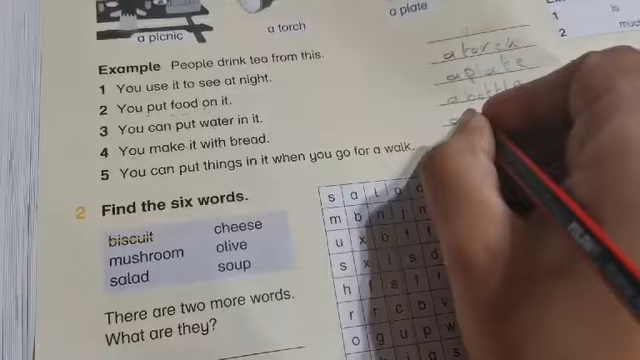 a picnic
a torch
a plate
1 is
2 muc
Example People drink tea from this.
1 You use it to see at night.
a torch
2 You put food on it.
a plate
3 You can put water in it.
a bottle
4 You make it with bread.
5 You can put things in it when you go for a walk.
2 Find the six words.
biscuit cheese
mushroom olive
salad soup
There are two more words.
What are they?
s a l a d
m b n j n
u x b t f
s x i s d
h f s f f
r r c b v
o g u p w